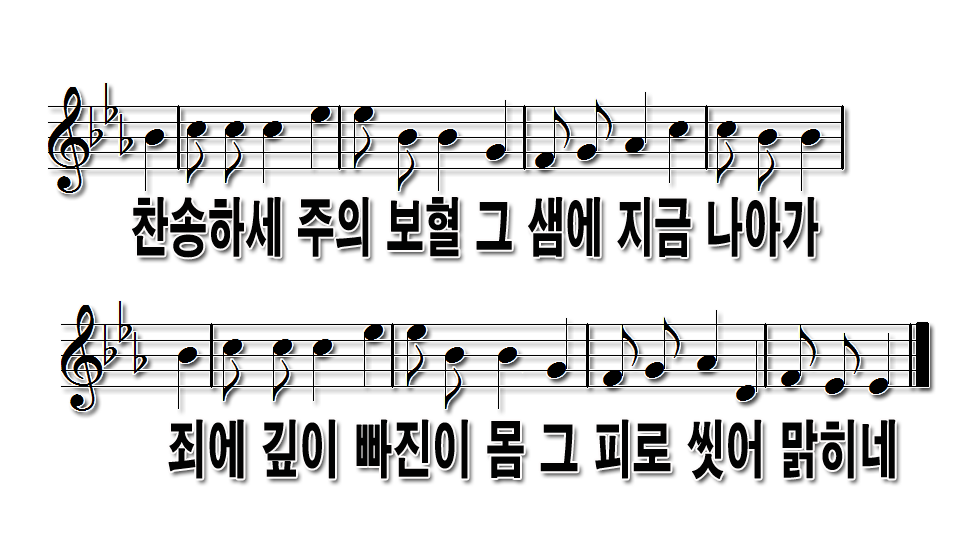 찬송하세 주의 보혈 그 샘에 지금 나아가
죄에 깊이 빠진이 몸 그 피로 씻어 맑히네